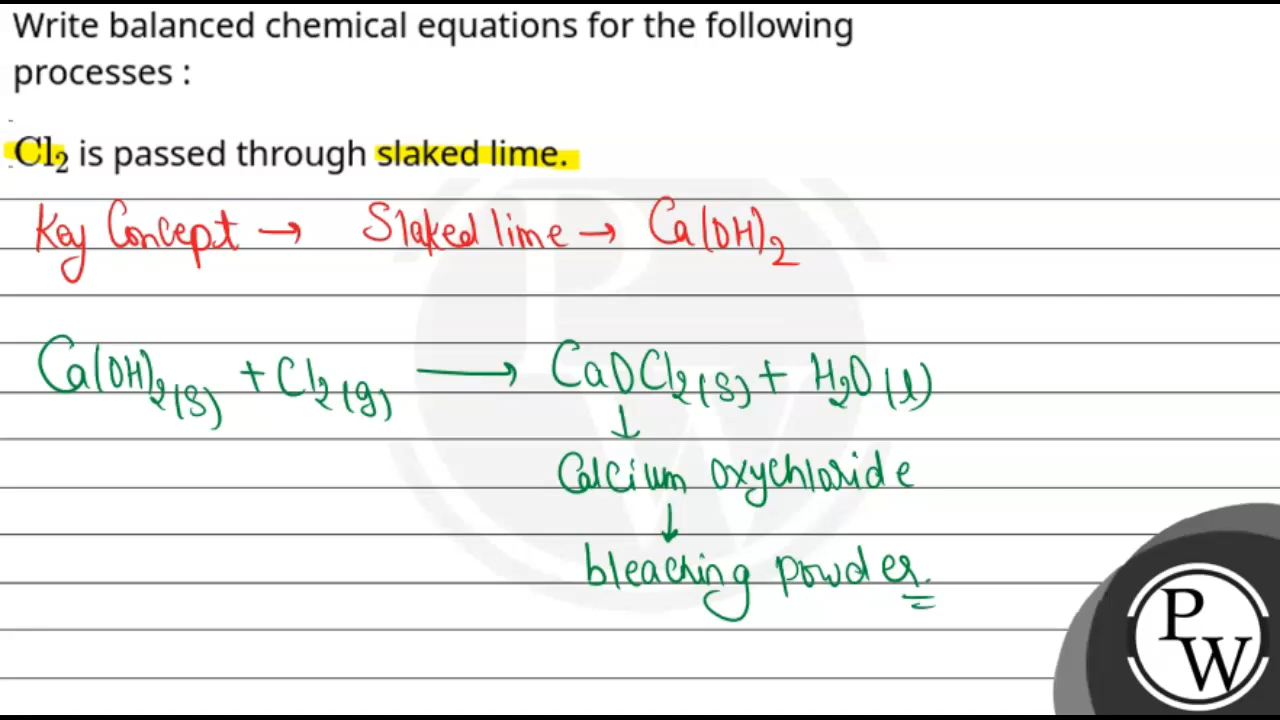 Write balanced chemical equations for the following
processes :
Cl₂ is passed through slaked lime.
Key Concept → Slaked lime → Ca(OH)₂
Ca(OH)₂(s) + Cl₂(g) ⟶ CaOCl₂(s) + H₂O(l)
↓
Calcium oxychloride
↓
bleaching powder.
P
W
P
W